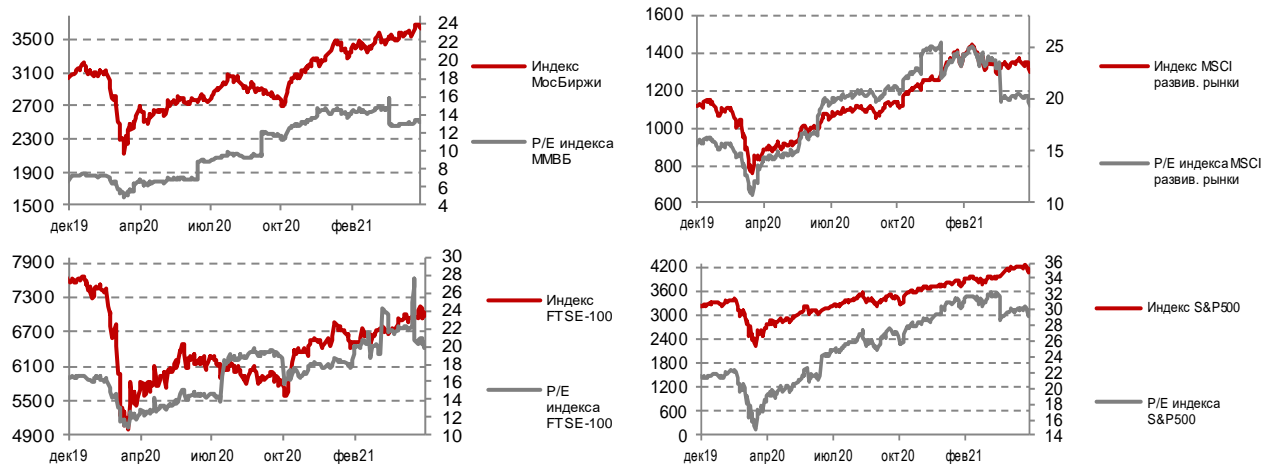 3500
3100
2700
2300
1900
1500
24
22
20
18
16
14
12
10
8
6
4
дек19
апр20
июл20
окт20
фев21
Индекс
МосБиржи
P/E индекса
ММВБ
1600
1400
1200
1000
800
600
25
20
15
10
дек19
апр20
июл20
окт20
фев21
Индекс MSCI
развив. рынки
P/E индекса MSCI
развив. рынки
7900
7300
6700
6100
5500
4900
30
28
26
24
22
20
18
16
14
12
10
дек19
апр20
июл20
окт20
фев21
Индекс
FTSE-100
P/E
индекса
FTSE-100
4200
3600
3000
2400
1800
1200
600
0
36
34
32
30
28
26
24
22
20
18
16
14
дек19
апр20
июл20
окт20
фев21
Индекс S&P500
P/E индекса
S&P500